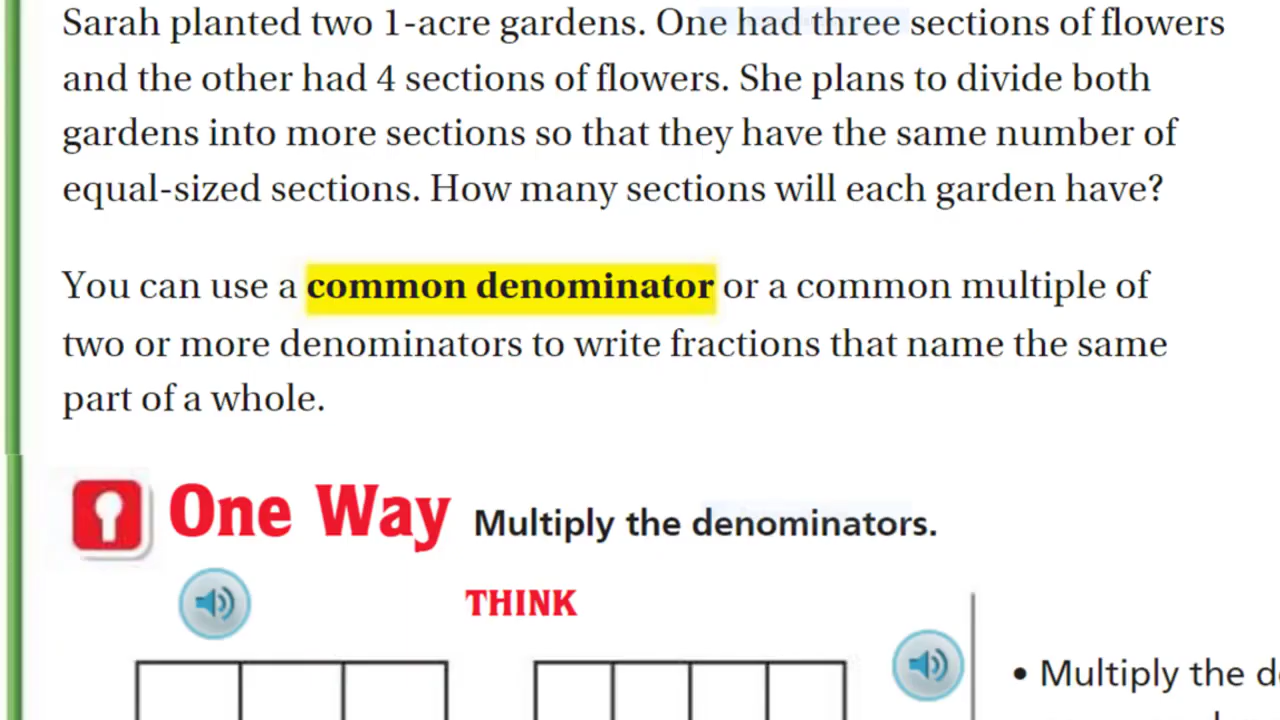 Sarah planted two 1-acre gardens. One had three sections of flowers
and the other had 4 sections of flowers. She plans to divide both
gardens into more sections so that they have the same number of
equal-sized sections. How many sections will each garden have?
You can use a common denominator or a common multiple of
two or more denominators to write fractions that name the same
part of a whole.
One Way Multiply the denominators.
THINK
• Multiply the